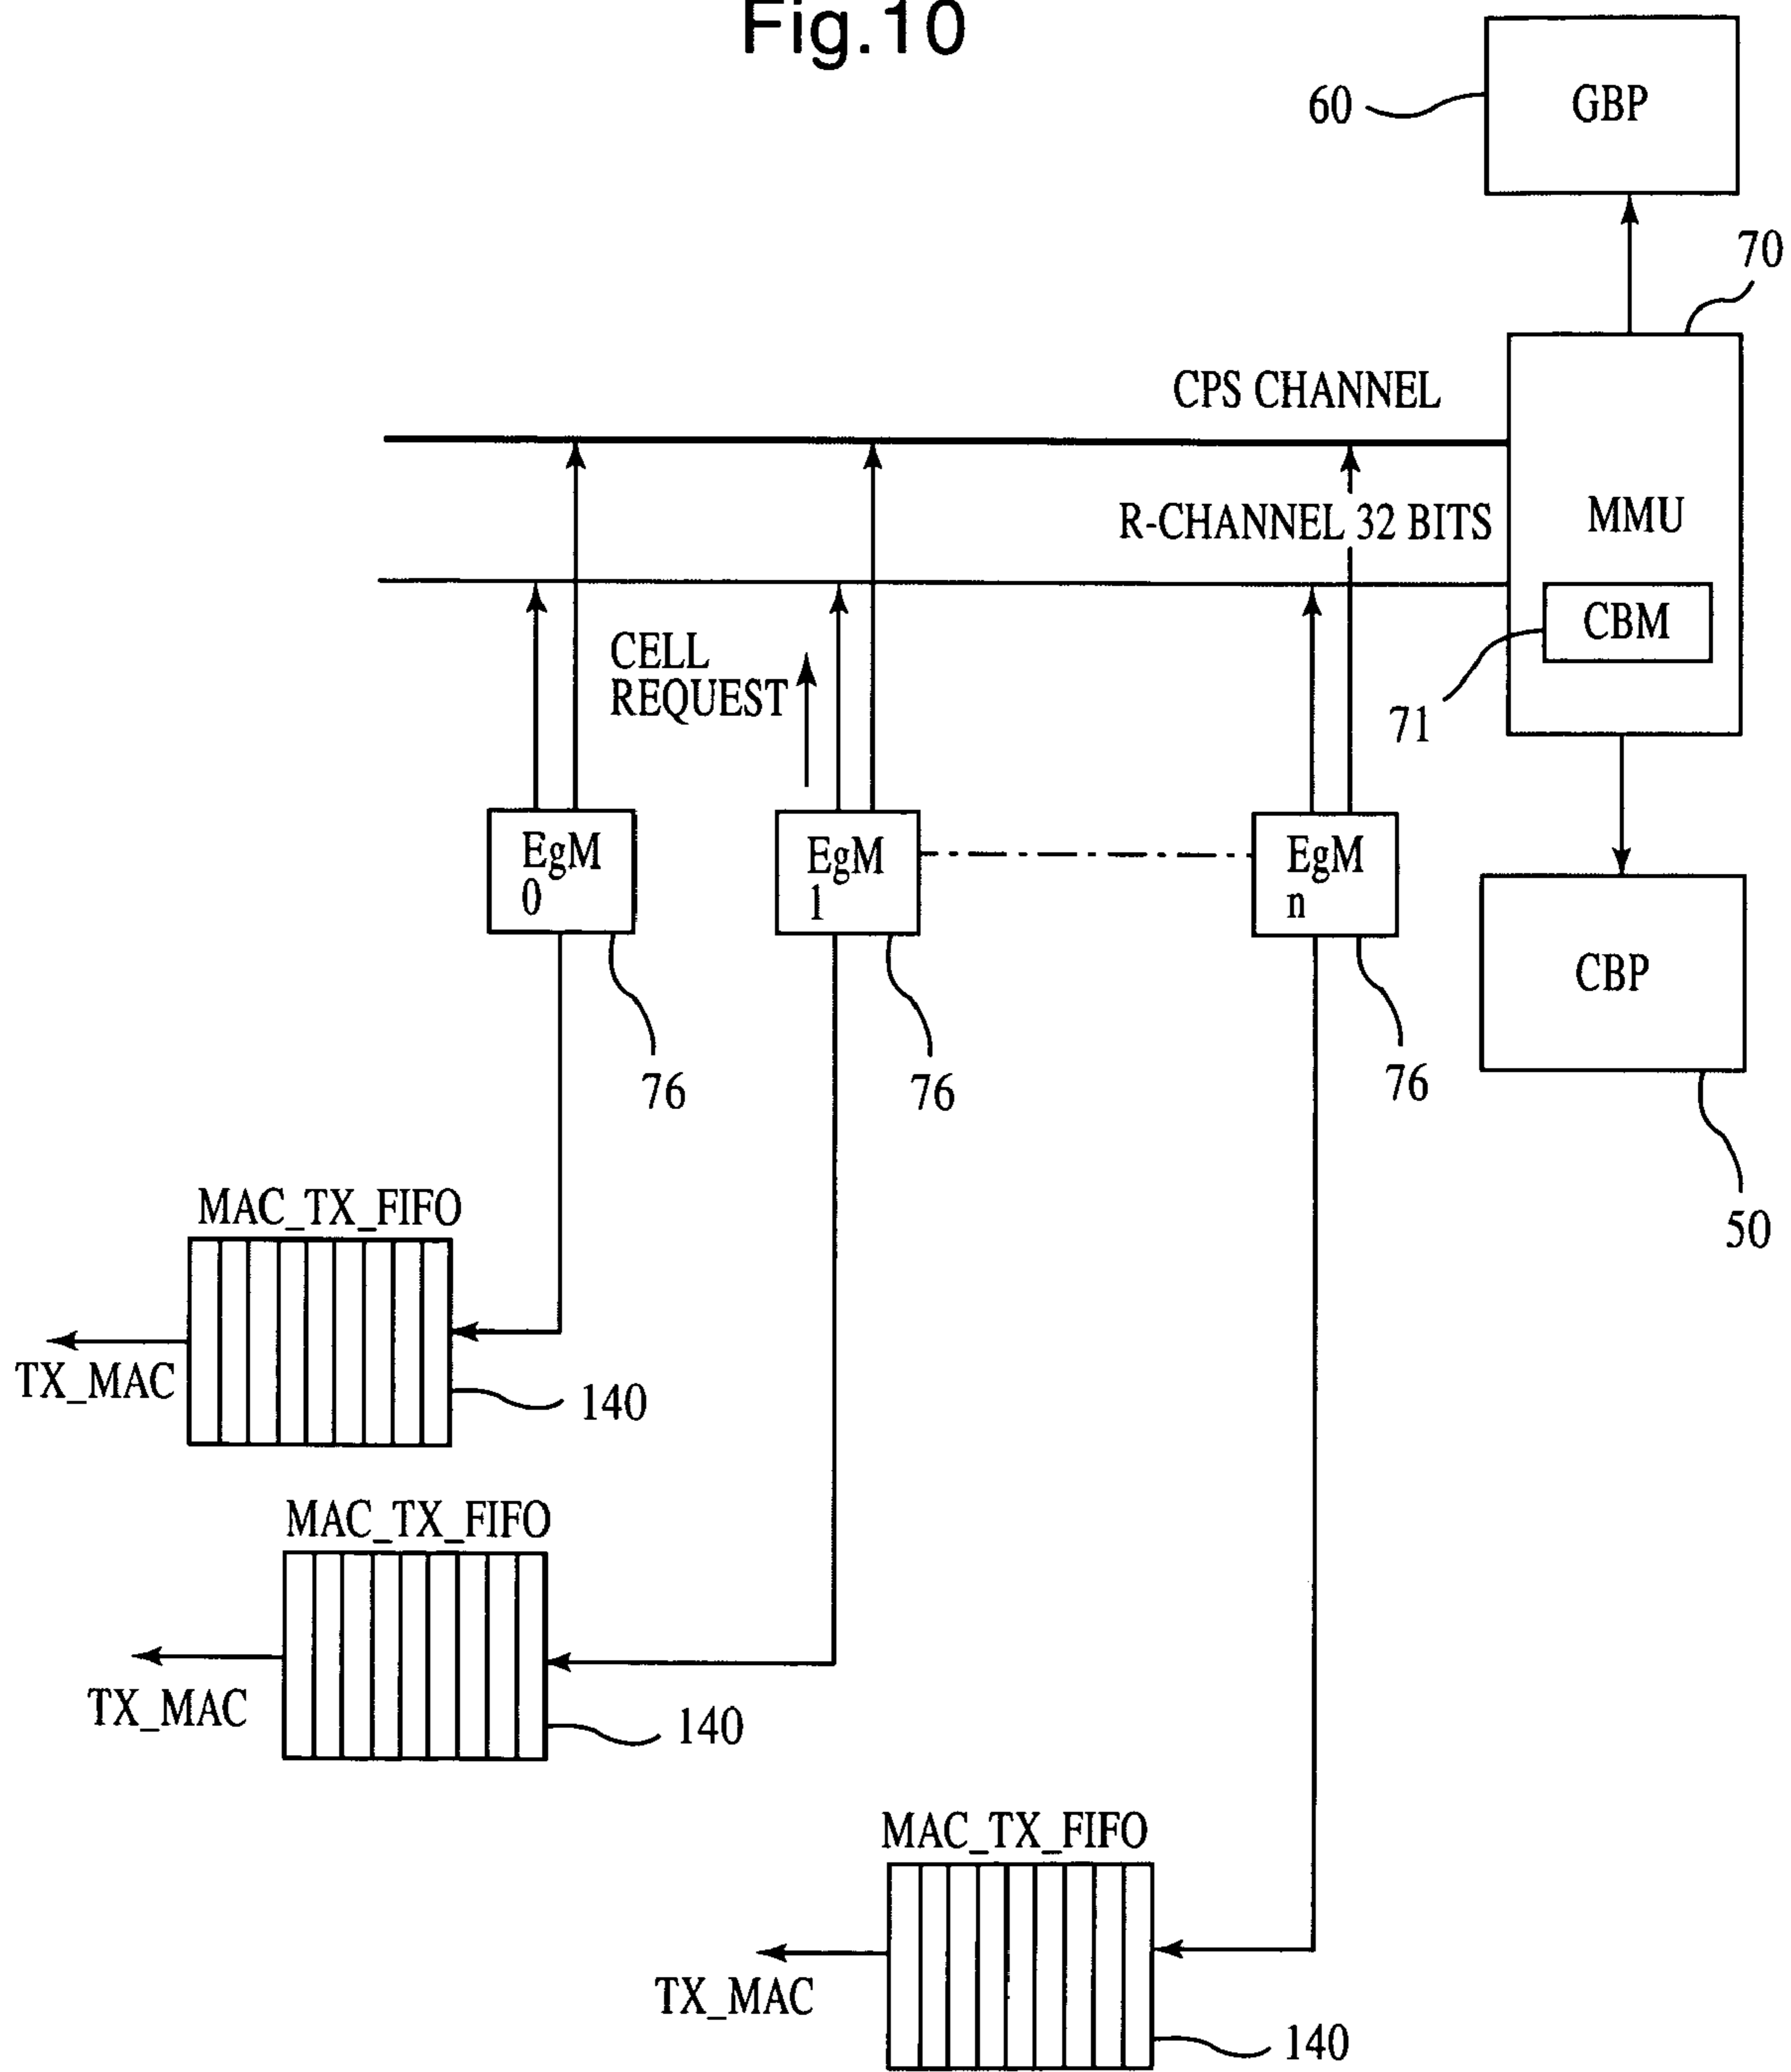 Fig.10
60
GBP
70
CPS CHANNEL
R-CHANNEL 32 BITS
MMU
CBM
71
CELL
REQUEST
EgM
0
EgM
1
EgM
n
76
76
76
CBP
50
MAC_TX_FIFO
TX_MAC
140
MAC_TX_FIFO
TX_MAC
140
MAC_TX_FIFO
TX_MAC
140